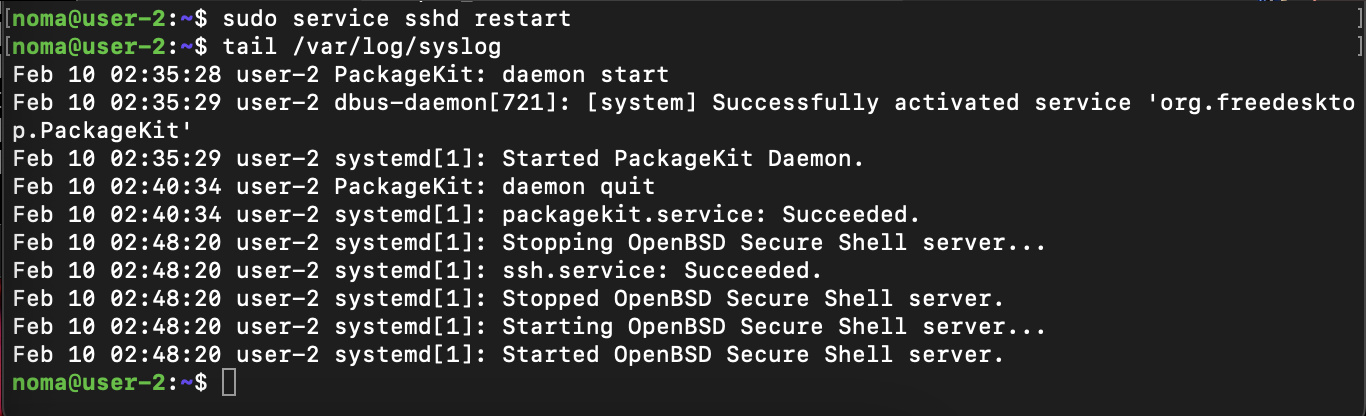 [noma@user-2:~$ sudo service sshd restart ]
[noma@user-2:~$ tail /var/log/syslog ]
Feb 10 02:35:28 user-2 PackageKit: daemon start
Feb 10 02:35:29 user-2 dbus-daemon[721]: [system] Successfully activated service 'org.freedeskto
p.PackageKit'
Feb 10 02:35:29 user-2 systemd[1]: Started PackageKit Daemon.
Feb 10 02:40:34 user-2 PackageKit: daemon quit
Feb 10 02:40:34 user-2 systemd[1]: packagekit.service: Succeeded.
Feb 10 02:48:20 user-2 systemd[1]: Stopping OpenBSD Secure Shell server...
Feb 10 02:48:20 user-2 systemd[1]: ssh.service: Succeeded.
Feb 10 02:48:20 user-2 systemd[1]: Stopped OpenBSD Secure Shell server.
Feb 10 02:48:20 user-2 systemd[1]: Starting OpenBSD Secure Shell server...
Feb 10 02:48:20 user-2 systemd[1]: Started OpenBSD Secure Shell server.
noma@user-2:~$